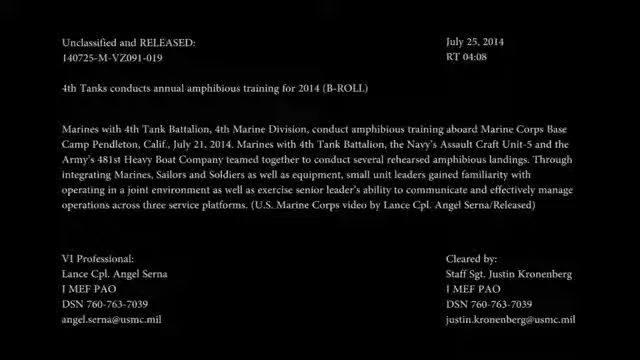 Unclassified and RELEASED:
140725-M-VZ091-019
July 25, 2014
RT 04:08
4th Tanks conducts annual amphibious training for 2014 (B-ROLL)
Marines with 4th Tank Battalion, 4th Marine Division, conduct amphibious training aboard Marine Corps Base
Camp Pendleton, Calif., July 21, 2014. Marines with 4th Tank Battalion, the Navy's Assault Craft Unit-5 and the
Army's 481st Heavy Boat Company teamed together to conduct several rehearsed amphibious landings. Through
integrating Marines, Sailors and Soldiers as well as equipment, small unit leaders gained familiarity with
operating in a joint environment as well as exercise senior leader's ability to communicate and effectively manage
operations across three service platforms. (U.S. Marine Corps video by Lance Cpl. Angel Serna/Released)
VI Professional:
Lance Cpl. Angel Serna
I MEF PAO
DSN 760-763-7039
angel.serna@usmc.mil
Cleared by:
Staff Sgt. Justin Kronenberg
I MEF PAO
DSN 760-763-7039
justin.kronenberg@usmc.mil